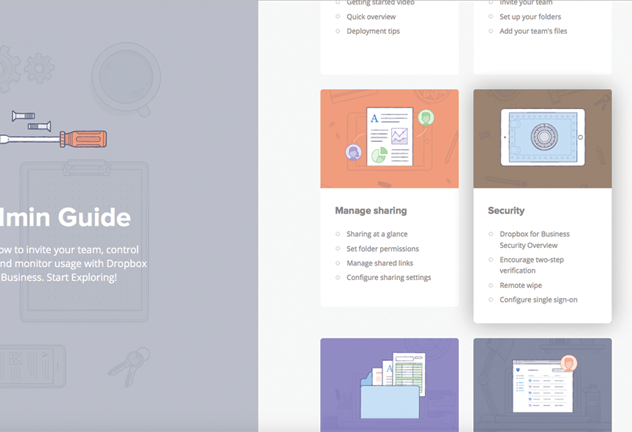 Getting started video
Quick overview
Deployment tips
Invite your team
Set up your folders
Add your team's files
Guide
to invite your team, control
monitor usage with Dropbox
Business. Start Exploring!
Manage sharing
Sharing at a glance
Set folder permissions
Manage shared links
Configure sharing settings
Security
Dropbox for Business
Security Overview
Encourage two-step
verification
Remote wipe
Configure single sign-on
A
A